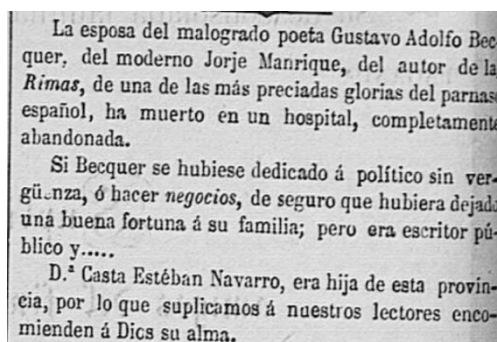 La esposa del malogrado poeta Gustavo Adolfo Bec-
quer, del moderno Jorje Manrique, del autor de la
Rimas, de una de las más preciadas glorias del parnas
español, ha muerto en un hospital, completament
abandonada.
Si Becquer se hubiese dedicado á político sin ver-
güenza, ó hacer negocios, de seguro que hubiera dejad
una buena fortuna á su familia; pero era escritor pú-
blico y.....
D.ª Casta Estéban Navarro, era hija de esta provin-
cia, por lo que suplicamos á nuestros lectores enco-
mienden á Dics su alma.